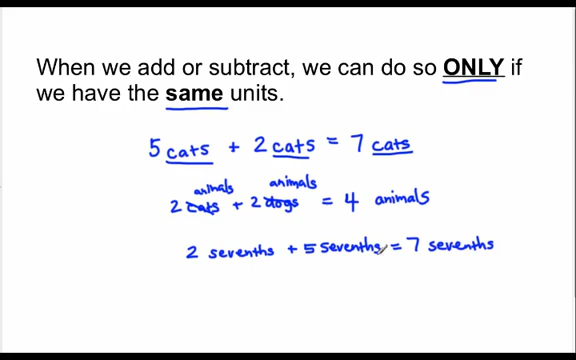 When we add or subtract, we can do so ONLY if
we have the same units.
5 cats + 2 cats = 7 cats
animals animals
2 cats + 2 dogs = 4 animals
2 sevenths + 5 sevenths = 7 sevenths